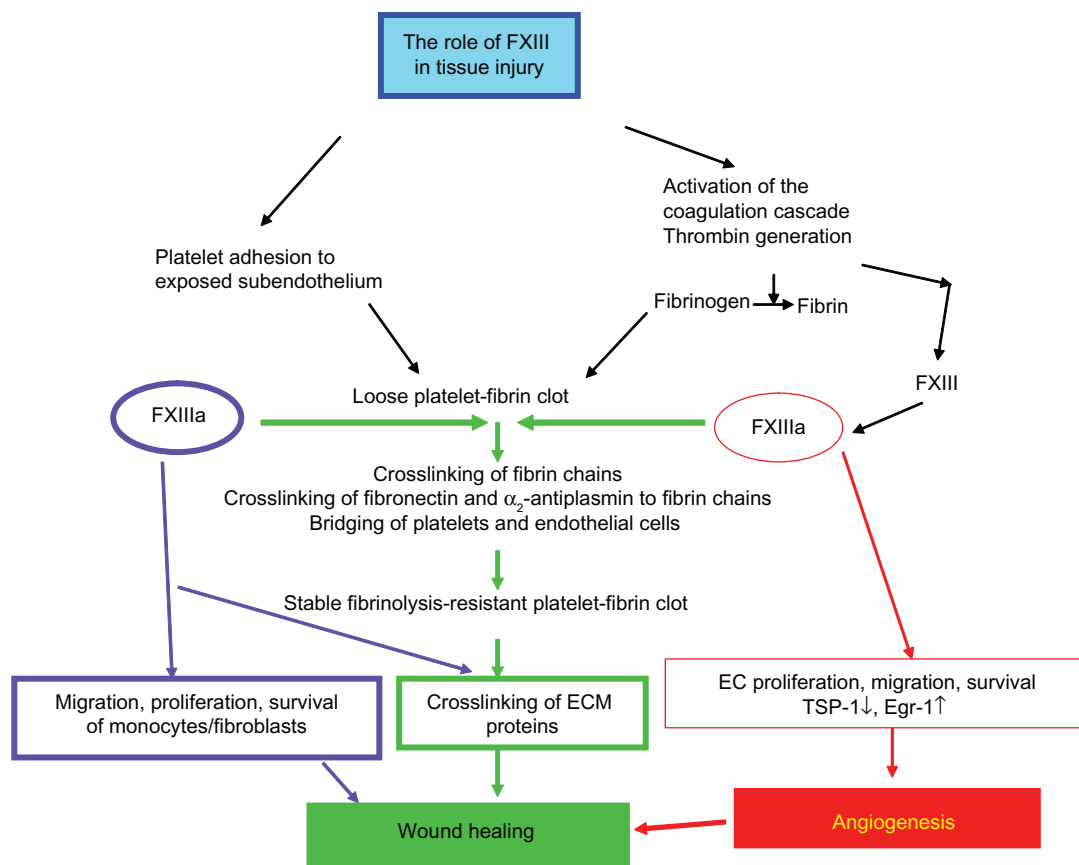 The role of FXIII
in tissue injury
Activation of the
coagulation cascade
Thrombin generation
Platelet adhesion to
exposed subendothelium
Fibrinogen
Fibrin
FXIII
Loose platelet-fibrin clot
FXIIIa
FXIIIa
Crosslinking of fibrin chains
Crosslinking of fibronectin and α₂-antiplasmin to fibrin chains
Bridging of platelets and endothelial cells
Stable fibrinolysis-resistant platelet-fibrin clot
Migration, proliferation, survival
of monocytes/fibroblasts
Crosslinking of ECM
proteins
EC proliferation, migration, survival
TSP-1↓, Egr-1↑
Wound healing
Angiogenesis